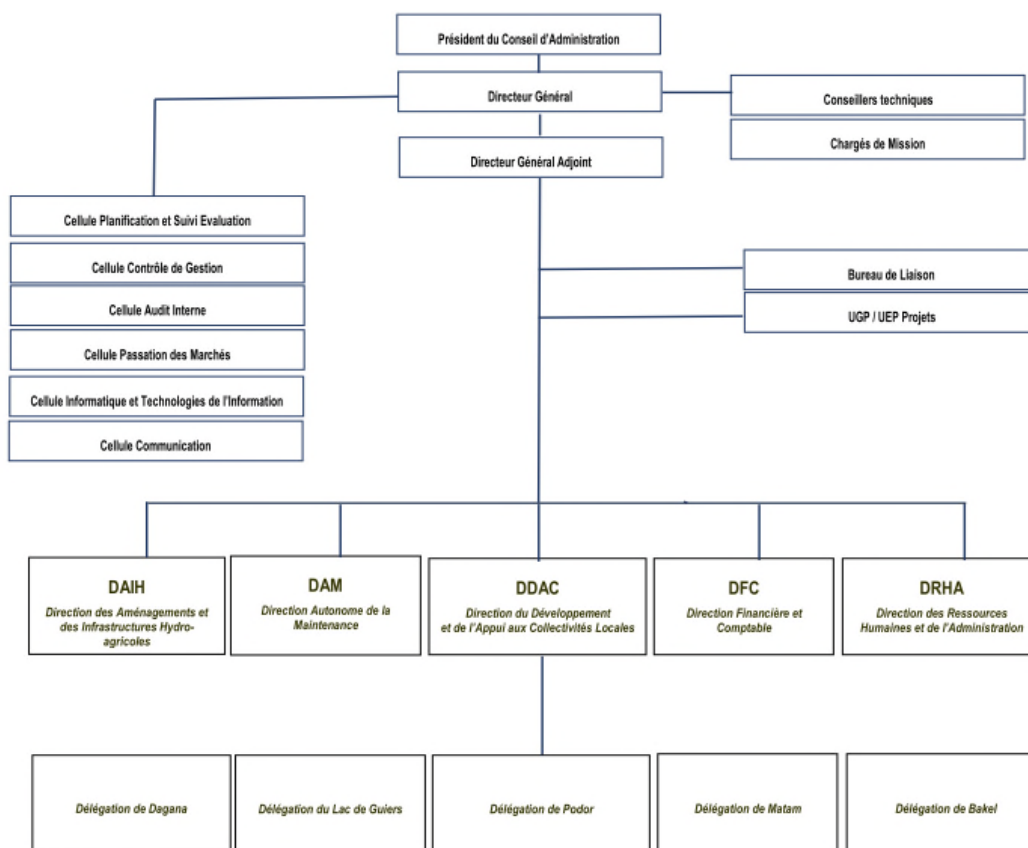 Président du Conseil d'Administration
Directeur Général
Conseillers techniques
Chargés de Mission
Directeur Général Adjoint
Cellule Planification et Suivi Evaluation
Cellule Contrôle de Gestion
Cellule Audit Interne
Cellule Passation des Marchés
Cellule Informatique et Technologies de l'Information
Cellule Communication
Bureau de Liaison
UGP / UEP Projets
DAIH
Direction des Aménagements et
des Infrastructures Hydro-
agricoles
DAM
Direction Autonome de la
Maintenance
DDAC
Direction du Développement
et de l'Appui aux Collectivités Locales
DFC
Direction Financière et
Comptable
DRHA
Direction des Ressources
Humaines et de l'Administration
Délégation de Dagana
Délégation du Lac de Guiers
Délégation de Podor
Délégation de Matam
Délégation de Bakel